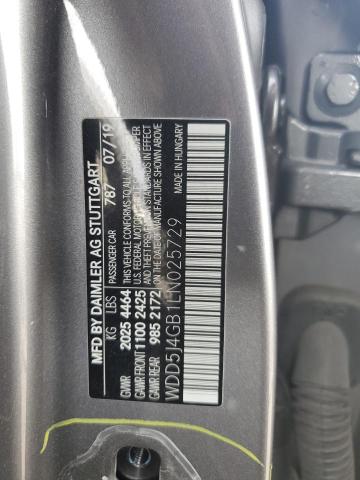 MFD BY DAIMLER AG STUTTGART
KG LBS PASSENGER CAR 787 07/19
GVWR 2025 4464 THIS VEHICLE CONFORMS TO ALL APPLICABLE
GAWR FRONT 1100 2425 U.S. FEDERAL MOTOR VEHICLE SAFETY BUMPER
GAWR REAR 985 2172 AND THEFT PREVENTION STANDARDS IN EFFECT
ON THE DATE OF MANUFACTURE SHOWN ABOVE
MADE IN HUNGARY
WDD5J4GB1LN025729